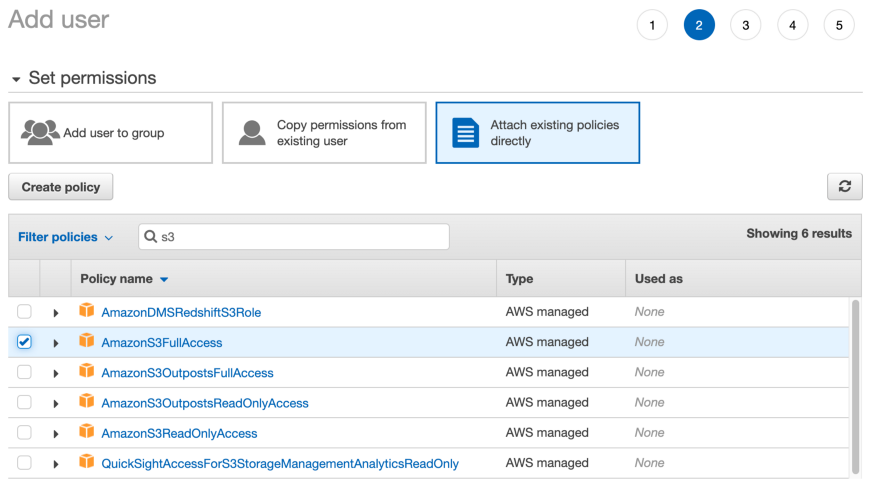 Add user
1 2 3 4 5
Set permissions
Add user to group
Copy permissions from
existing user
Attach existing policies
directly
Create policy
Filter policies
s3
Showing 6 results
Policy name Type Used as
AmazonDMSRedshiftS3Role AWS managed None
AmazonS3FullAccess AWS managed None
AmazonS3OutpostsFullAccess AWS managed None
AmazonS3OutpostsReadOnlyAccess AWS managed None
AmazonS3ReadOnlyAccess AWS managed None
QuickSightAccessForS3StorageManagementAnalyticsReadOnly AWS managed None